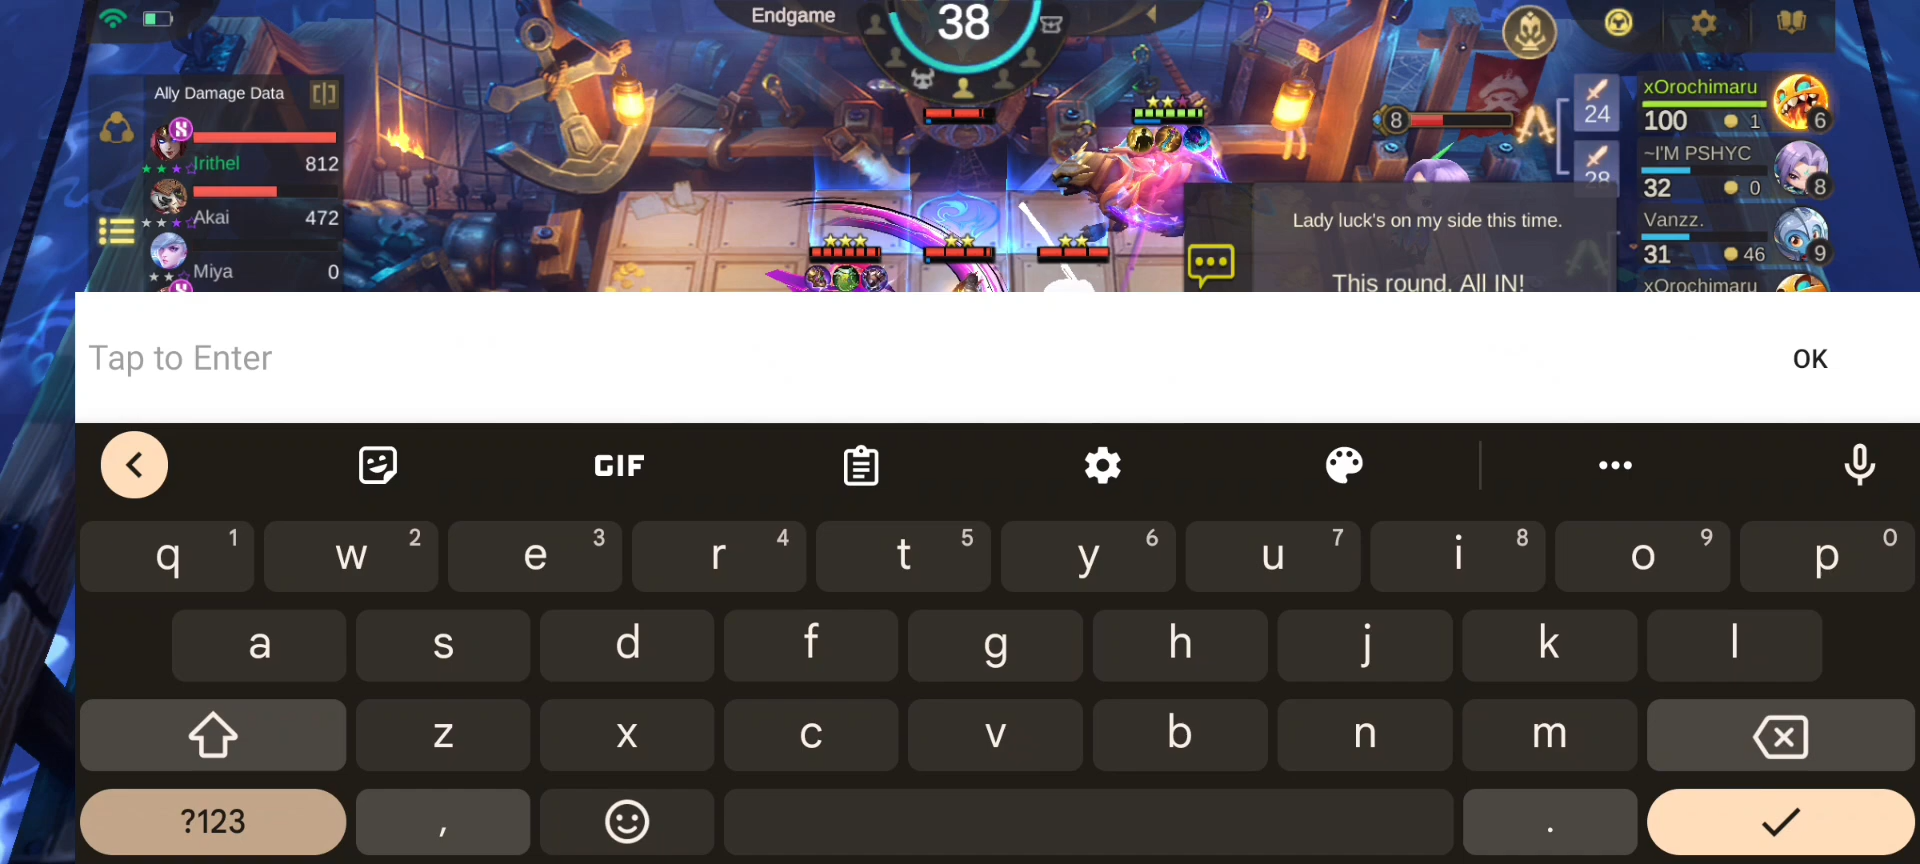 Endgame
38
Ally Damage Data
Irithel 812
Akai 472
Miya 0
8
24
28
xOrochimaru
100 1 6
~I'M PSHYC
32 0 8
Vanzz.
31 46 9
xOrochimaru
Lady luck's on my side this time.
This round, All IN!
Tap to Enter
OK
GIF
q 1 w 2 e 3 r 4 t 5 y 6 u 7 i 8 o 9 p 0
a s d f g h j k l
z x c v b n m
?123 , .